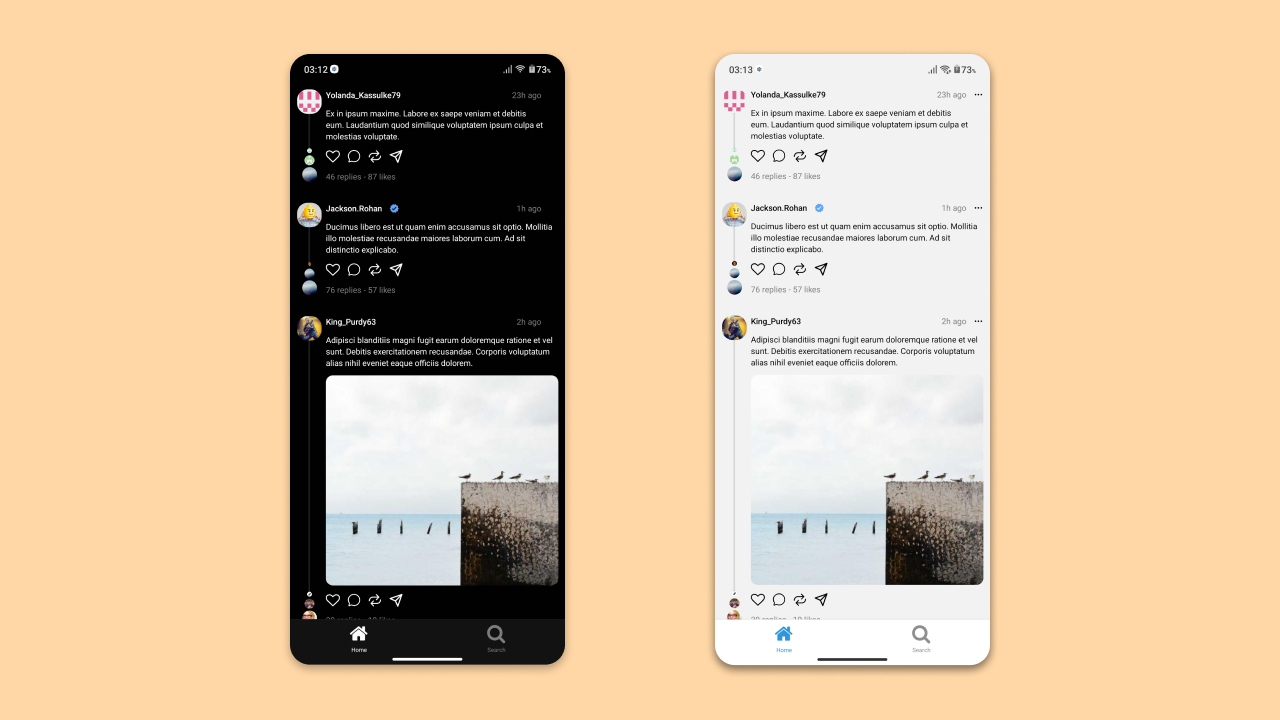 03:12
73%
Yolanda_Kassulke79
23h ago
Ex in ipsum maxime. Labore ex saepe veniam et debitis
eum. Laudantium quod similique voluptatem ipsum culpa et
molestias voluptate.
46 replies - 87 likes
Jackson.Rohan
1h ago
Ducimus libero est ut quam enim accusamus sit optio. Mollitia
illo molestiae recusandae maiores laborum cum. Ad sit
distinctio explicabo.
76 replies - 57 likes
King_Purdy63
2h ago
Adipisci blanditiis magni fugit earum doloremque ratione et vel
sunt. Debitis exercitationem recusandae. Corporis voluptatum
alias nihil eveniet eaque officiis dolorem.
Home
Search
03:13
73%
Yolanda_Kassulke79
23h ago
Ex in ipsum maxime. Labore ex saepe veniam et debitis
eum. Laudantium quod similique voluptatem ipsum culpa et
molestias voluptate.
46 replies - 87 likes
Jackson.Rohan
1h ago
Ducimus libero est ut quam enim accusamus sit optio. Mollitia
illo molestiae recusandae maiores laborum cum. Ad sit
distinctio explicabo.
76 replies - 57 likes
King_Purdy63
2h ago
Adipisci blanditiis magni fugit earum doloremque ratione et vel
sunt. Debitis exercitationem recusandae. Corporis voluptatum
alias nihil eveniet eaque officiis dolorem.
Home
Search